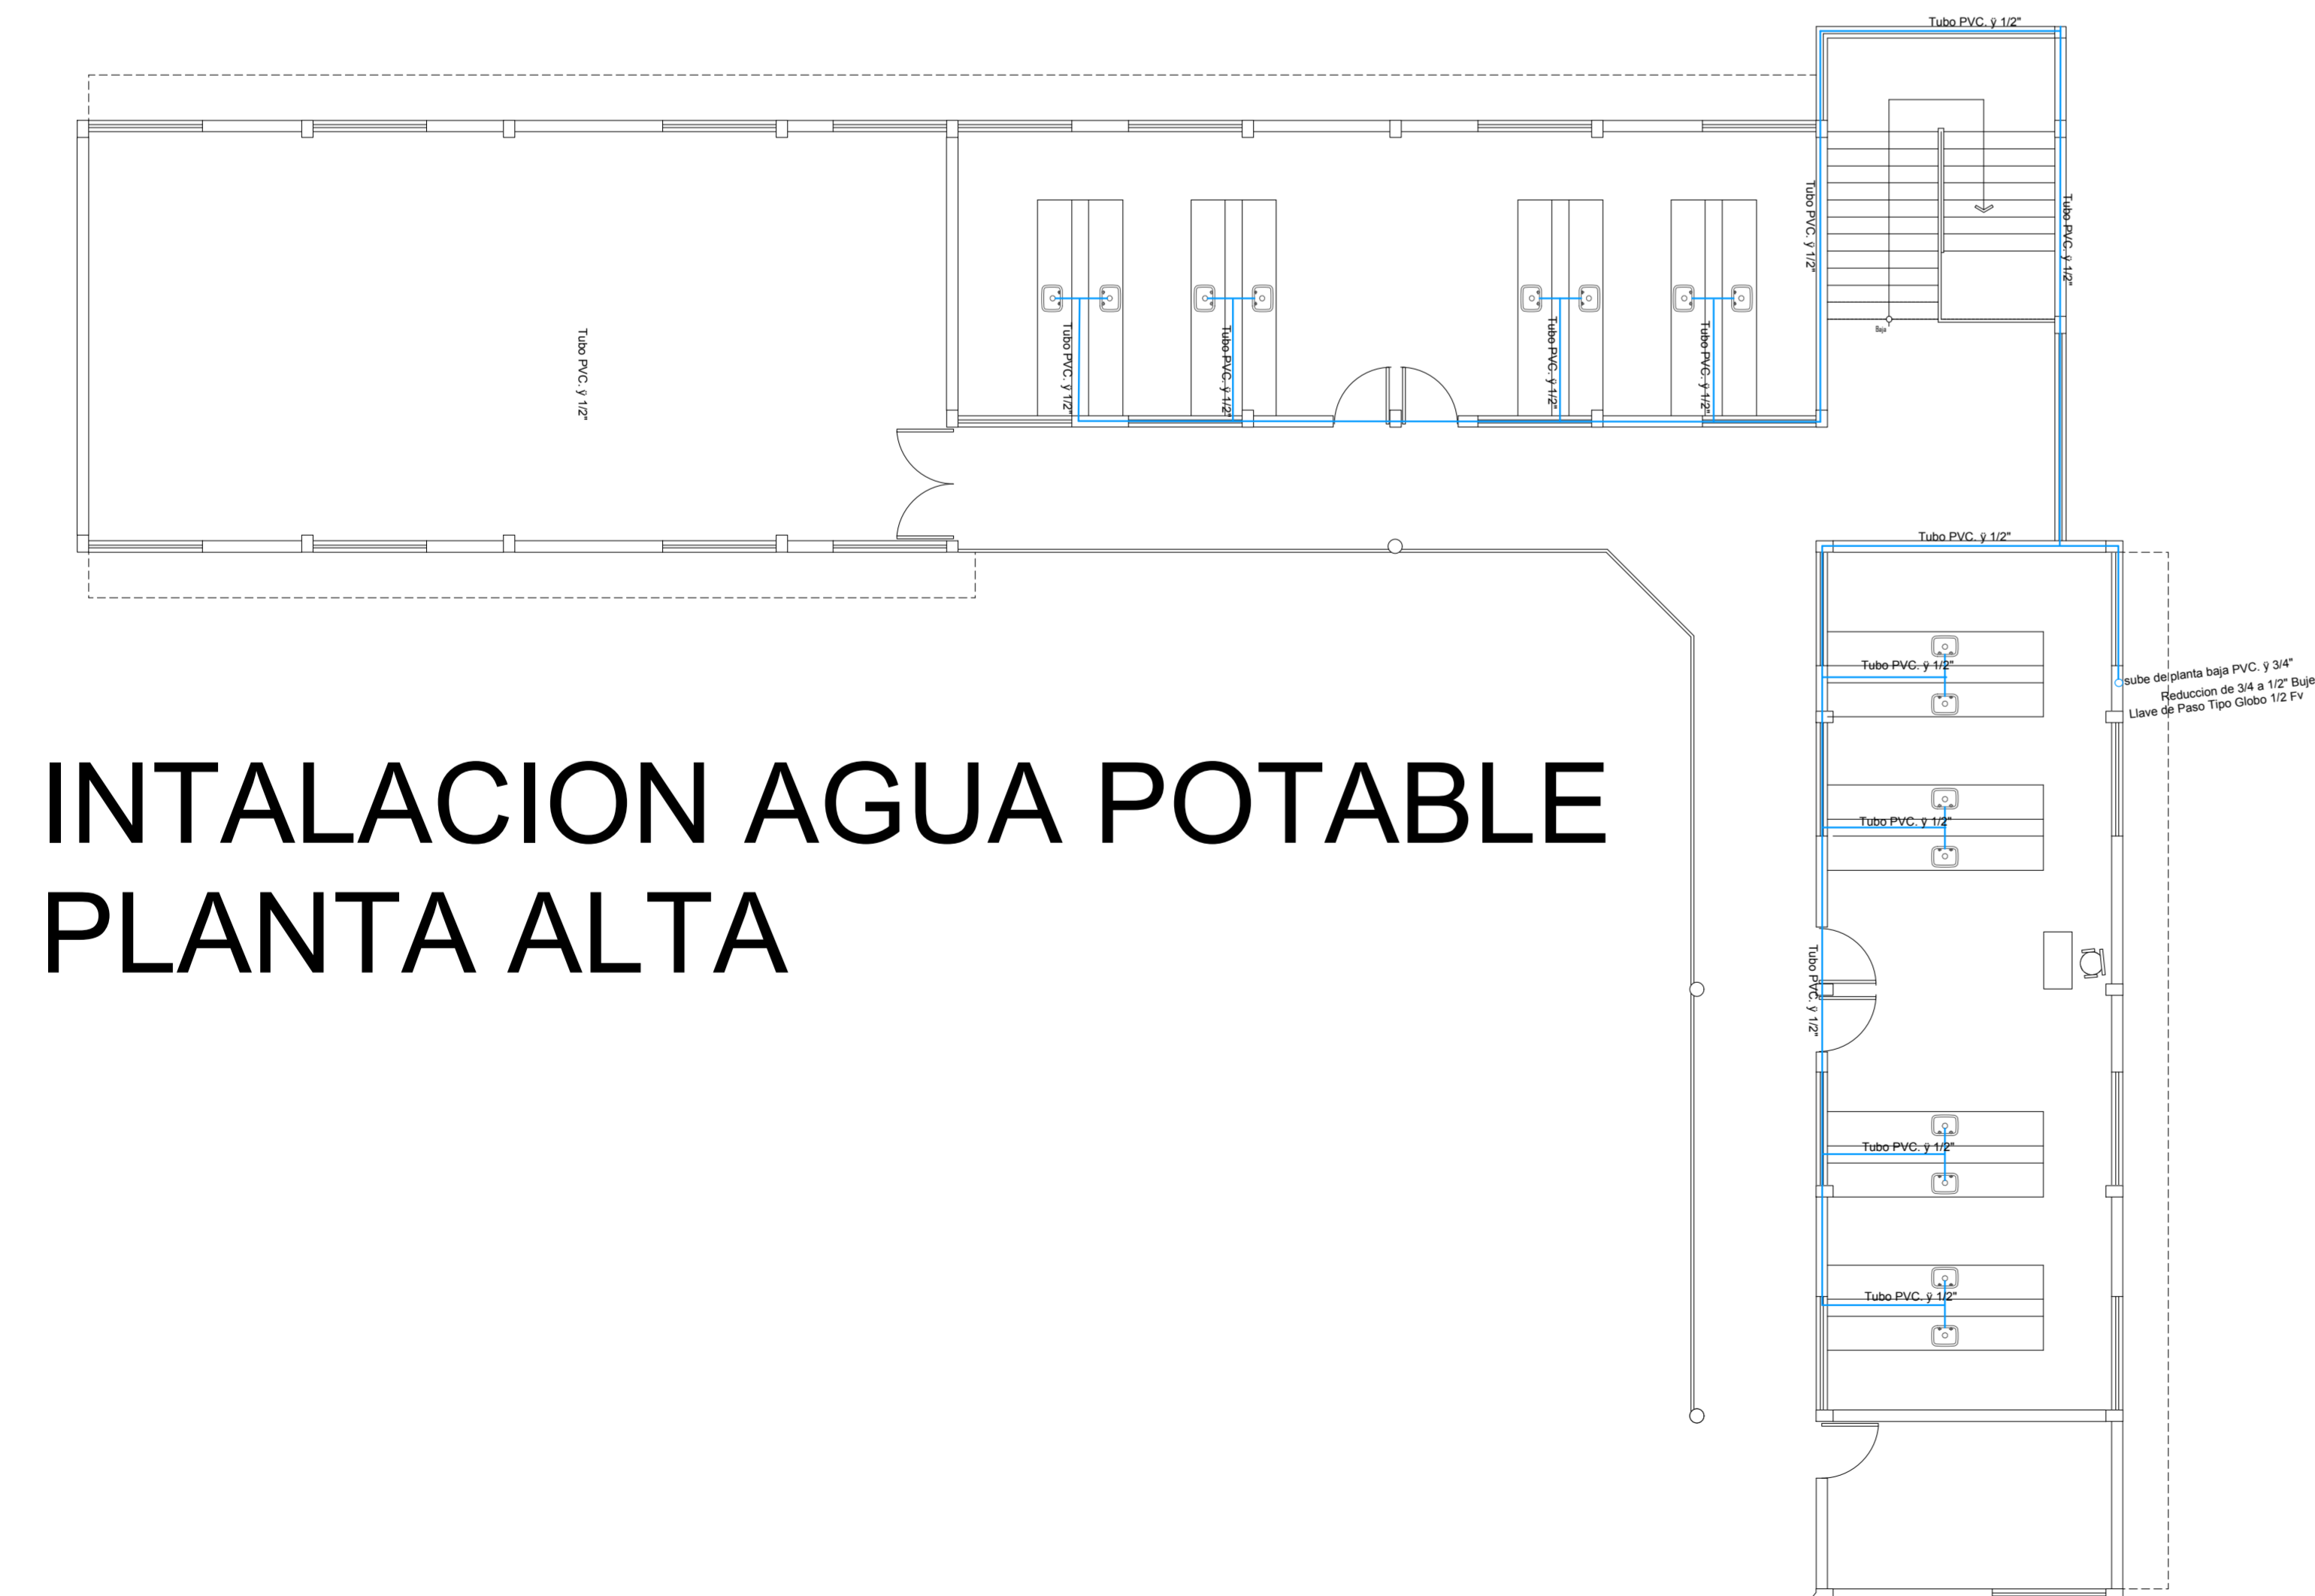 Tubo PVC. ÿ 1/2"
Tubo PVC. ÿ 1/2"
Tubo PVC. ÿ 1/2"
Baja
Tubo PVC. ÿ 1/2"
Tubo PVC. ÿ 1/2"
Tubo PVC. ÿ 1/2"
Tubo PVC. ÿ 1/2"
Tubo PVC. ÿ 1/2"
Tubo PVC. ÿ 1/2"
Tubo PVC. ÿ 1/2"
sube de planta baja PVC. ÿ 3/4"
Reduccion de 3/4 a 1/2" Buje
Llave de Paso Tipo Globo 1/2 Fv
INTALACION AGUA POTABLE
PLANTA ALTA
Tubo PVC. ÿ 1/2"
Tubo PVC. ÿ 1/2"
Tubo PVC. ÿ 1/2"
Tubo PVC. ÿ 1/2"